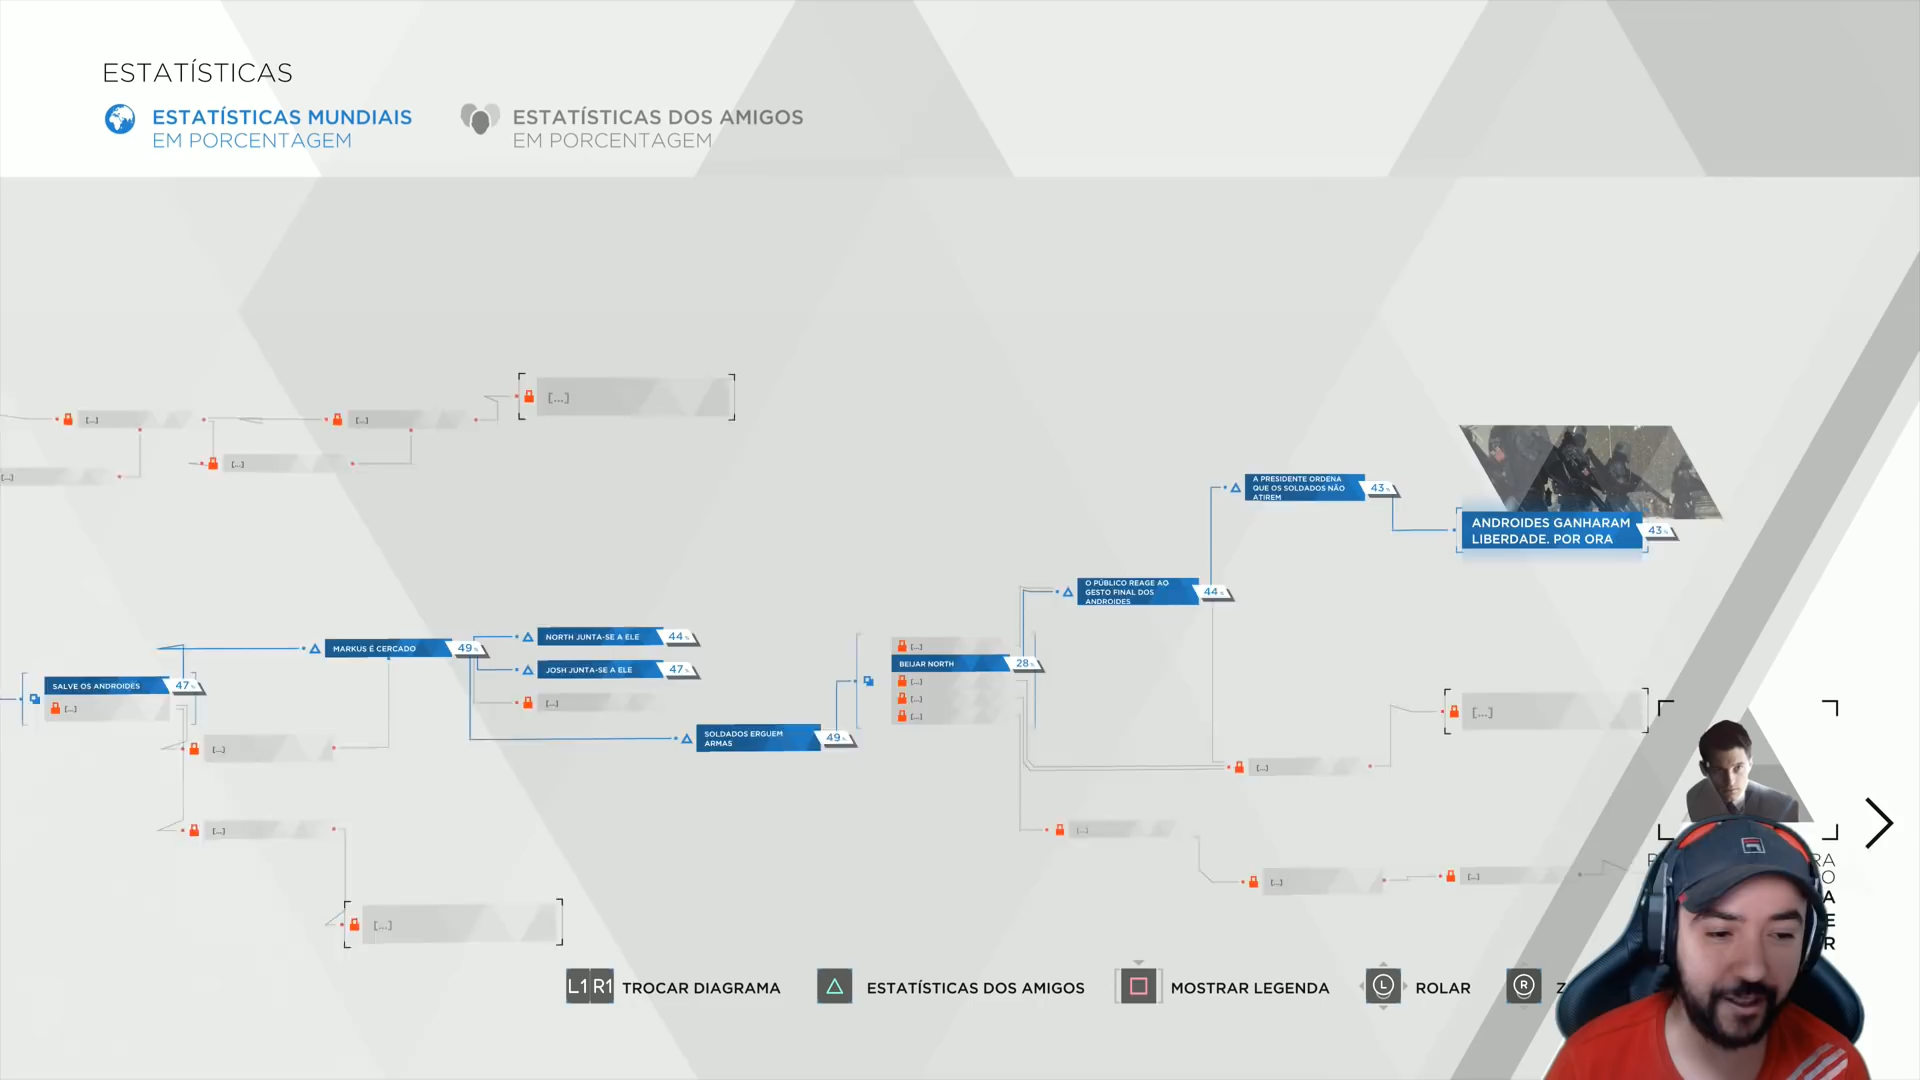 ESTATÍSTICAS
ESTATÍSTICAS MUNDIAIS
EM PORCENTAGEM
ESTATÍSTICAS DOS AMIGOS
EM PORCENTAGEM
[...]
[...]
[...]
[...]
[...]
A PRESIDENTE ORDENA
QUE OS SOLDADOS NÃO
ATIREM
43%
ANDROIDES GANHARAM
LIBERDADE. POR ORA
43%
O PÚBLICO REAGE AO
GESTO FINAL DOS
ANDROIDES
44%
NORTH JUNTA-SE A ELE
44%
MARKUS É CERCADO
49%
JOSH JUNTA-SE A ELE
47%
[...]
SALVE OS ANDROIDES
47%
[...]
[...]
BEIJAR NORTH
28%
[...]
[...]
[...]
SOLDADOS ERGUEM
ARMAS
49%
[...]
[...]
[...]
[...]
[...]
[...]
[...]
[...]
RA
O
A
E
R
L1 R1 TROCAR DIAGRAMA
ESTATÍSTICAS DOS AMIGOS
MOSTRAR LEGENDA
L ROLAR
R Z